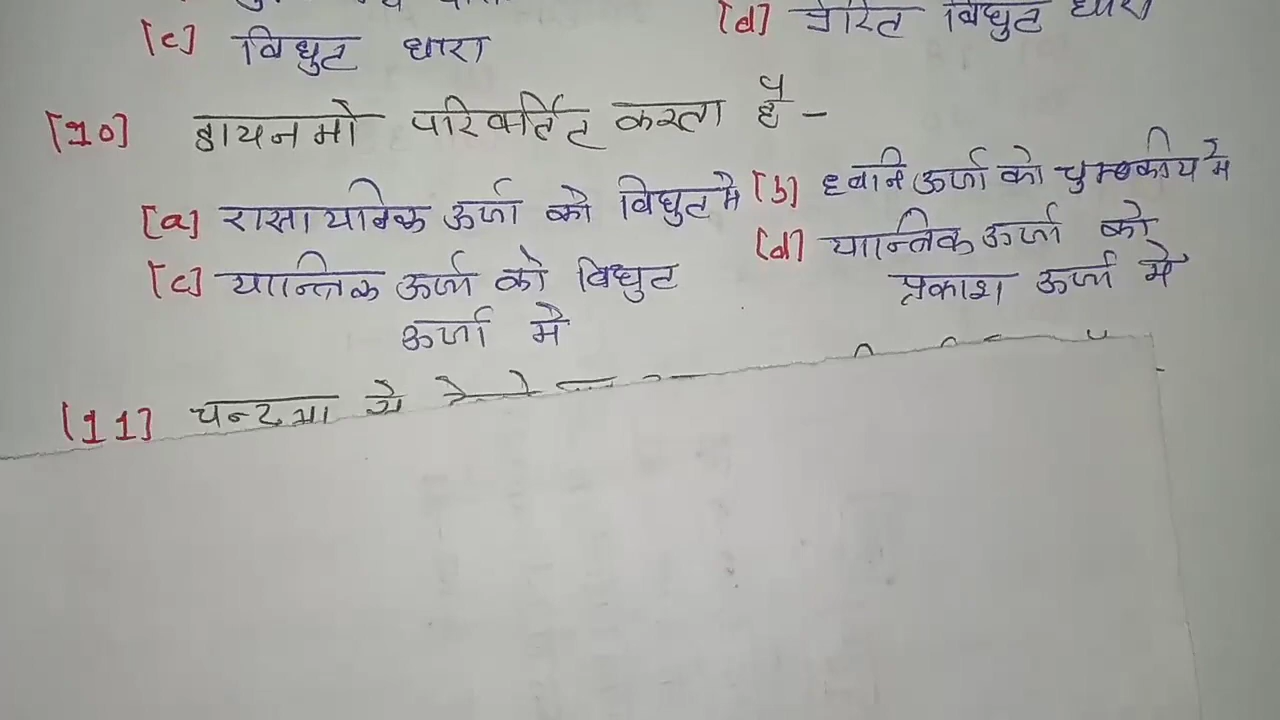 [c] विधुत धारा
[d] प्रेरित विधुत धारा
[10] डायनमो परिवर्तित करता है -
[a] रासायनिक ऊर्जा को विधुत मे
[b] ध्वनि ऊर्जा को चुम्बकीय मे
[c] यान्त्रिक ऊर्जा को विधुत
ऊर्जा मे
[d] यान्त्रिक ऊर्जा को
प्रकाश ऊर्जा मे
[11] चन्द्रमा से